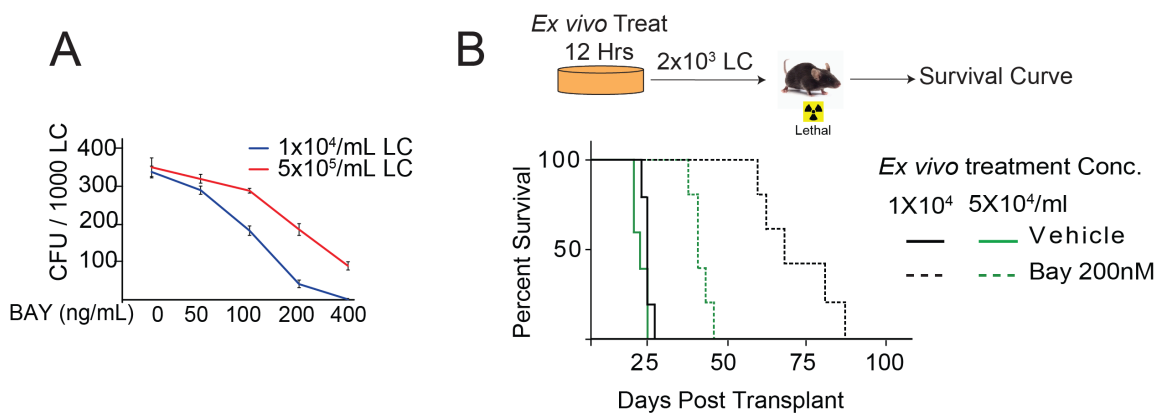 A
400
300
200
100
CFU / 1000 LC
1x10⁴/mL LC
5x10⁵/mL LC
BAY (ng/mL) 0 50 100 200 400
B
Ex vivo Treat
12 Hrs
2x10³ LC
Lethal
Survival Curve
100
50
Percent Survival
25 50 75 100
Days Post Transplant
Ex vivo treatment Conc.
1X10⁴ 5X10⁴/ml
Vehicle
Bay 200nM